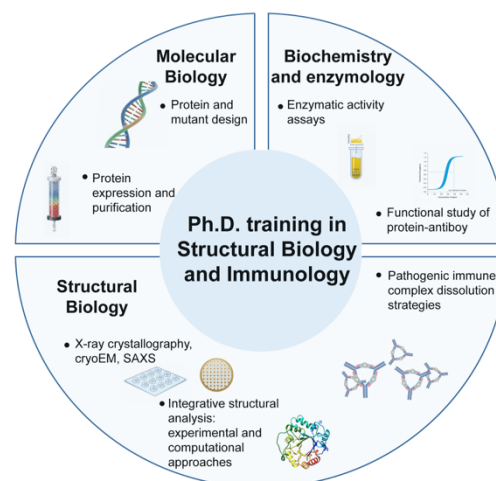 Molecular
Biology
Protein and
mutant design
Protein
expression and
purification
Biochemistry
and enzymology
Enzymatic activity
assays
Functional study of
protein-antiboy
Ph.D. training in
Structural Biology
and Immunology
Pathogenic immune
complex dissolution
strategies
Structural
Biology
X-ray crystallography,
cryoEM, SAXS
Integrative structural
analysis:
experimental and
computational
approaches